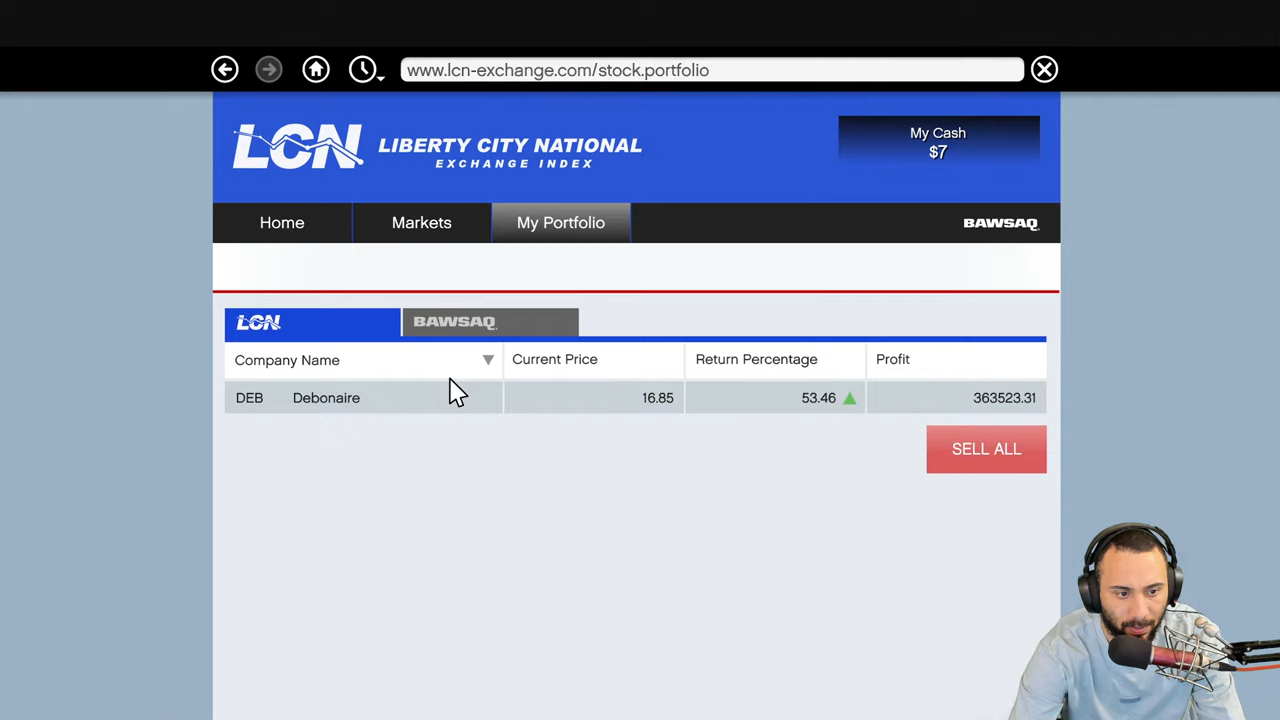 www.lcn-exchange.com/stock.portfolio
LCN LIBERTY CITY NATIONAL
EXCHANGE INDEX
My Cash
$7
Home Markets My Portfolio BAWSAQ
LCN BAWSAQ
Company Name Current Price Return Percentage Profit
DEB Debonaire 16.85 53.46 363523.31
SELL ALL